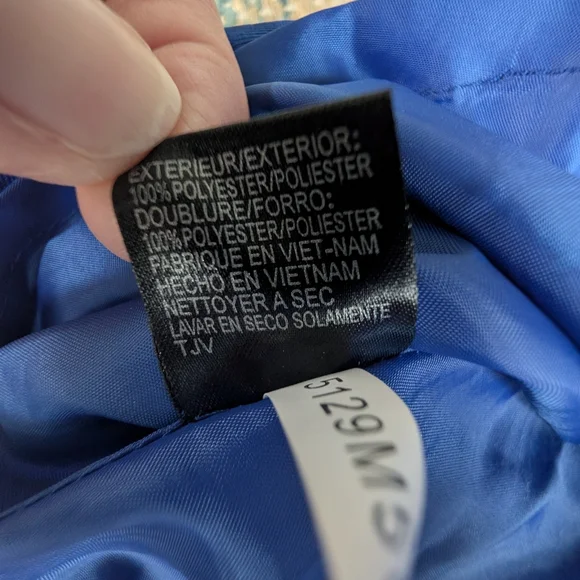 EXTERIEUR/EXTERIOR:
100% POLYESTER/POLIESTER
DOUBLURE/FORRO:
100% POLYESTER/POLIESTER
FABRIQUE EN VIET-NAM
HECHO EN VIETNAM
NETTOYER A SEC
LAVAR EN SECO SOLAMENTE
TJV
5129M